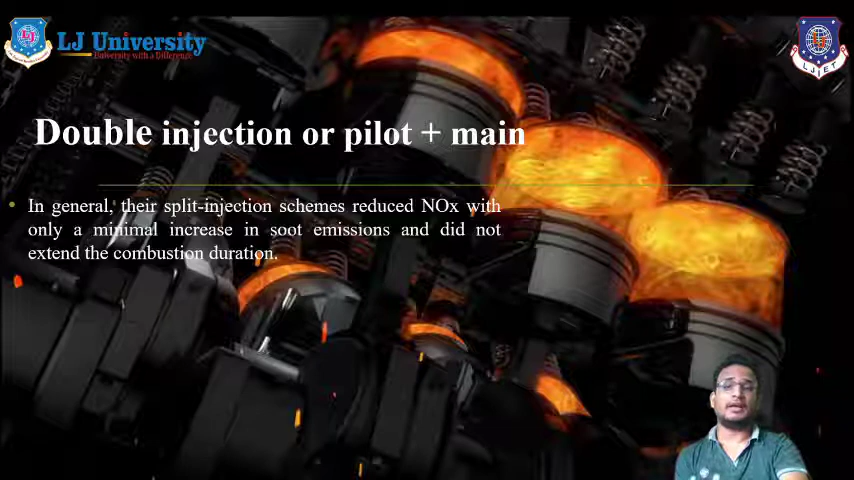 LJ University
University with a Difference
LJIET
Double injection or pilot + main
In general, their split-injection schemes reduced NOx with
only a minimal increase in soot emissions and did not
extend the combustion duration.